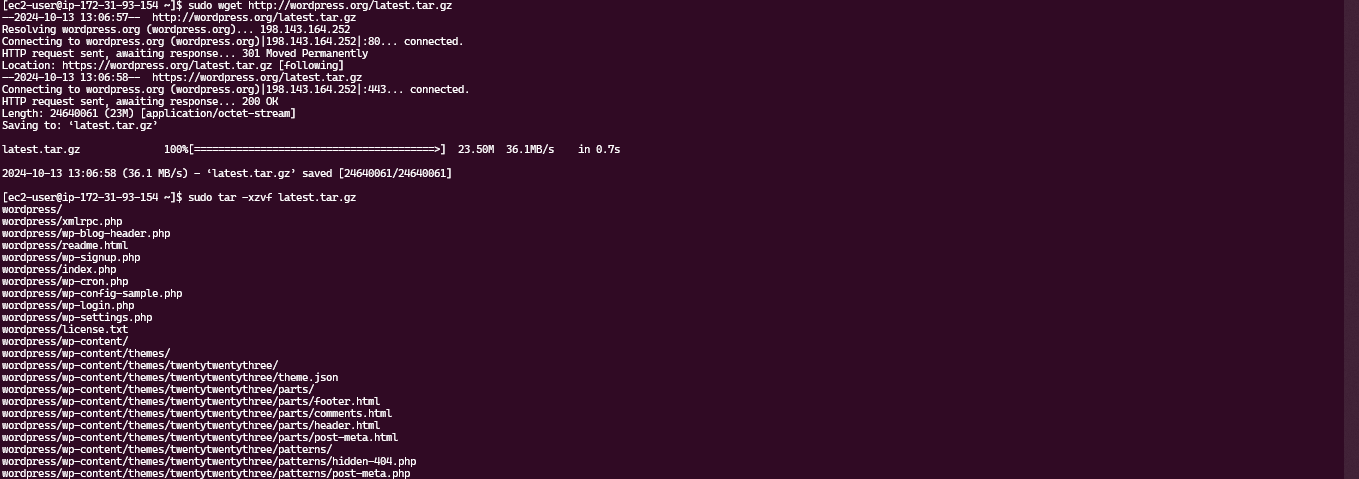 [ec2-user@ip-172-31-93-154 ~]$ sudo wget http://wordpress.org/latest.tar.gz
--2024-10-13 13:06:57--  http://wordpress.org/latest.tar.gz
Resolving wordpress.org (wordpress.org)... 198.143.164.252
Connecting to wordpress.org (wordpress.org)|198.143.164.252|:80... connected.
HTTP request sent, awaiting response... 301 Moved Permanently
Location: https://wordpress.org/latest.tar.gz [following]
--2024-10-13 13:06:58--  https://wordpress.org/latest.tar.gz
Connecting to wordpress.org (wordpress.org)|198.143.164.252|:443... connected.
HTTP request sent, awaiting response... 200 OK
Length: 24640061 (23M) [application/octet-stream]
Saving to: ‘latest.tar.gz’
latest.tar.gz              100%[========================================>]  23.50M  36.1MB/s    in 0.7s
2024-10-13 13:06:58 (36.1 MB/s) - ‘latest.tar.gz’ saved [24640061/24640061]
[ec2-user@ip-172-31-93-154 ~]$ sudo tar -xzvf latest.tar.gz
wordpress/
wordpress/xmlrpc.php
wordpress/wp-blog-header.php
wordpress/readme.html
wordpress/wp-signup.php
wordpress/index.php
wordpress/wp-cron.php
wordpress/wp-config-sample.php
wordpress/wp-login.php
wordpress/wp-settings.php
wordpress/license.txt
wordpress/wp-content/
wordpress/wp-content/themes/
wordpress/wp-content/themes/twentytwentythree/
wordpress/wp-content/themes/twentytwentythree/theme.json
wordpress/wp-content/themes/twentytwentythree/parts/
wordpress/wp-content/themes/twentytwentythree/parts/footer.html
wordpress/wp-content/themes/twentytwentythree/parts/comments.html
wordpress/wp-content/themes/twentytwentythree/parts/header.html
wordpress/wp-content/themes/twentytwentythree/parts/post-meta.html
wordpress/wp-content/themes/twentytwentythree/patterns/
wordpress/wp-content/themes/twentytwentythree/patterns/hidden-404.php
wordpress/wp-content/themes/twentytwentythree/patterns/post-meta.php